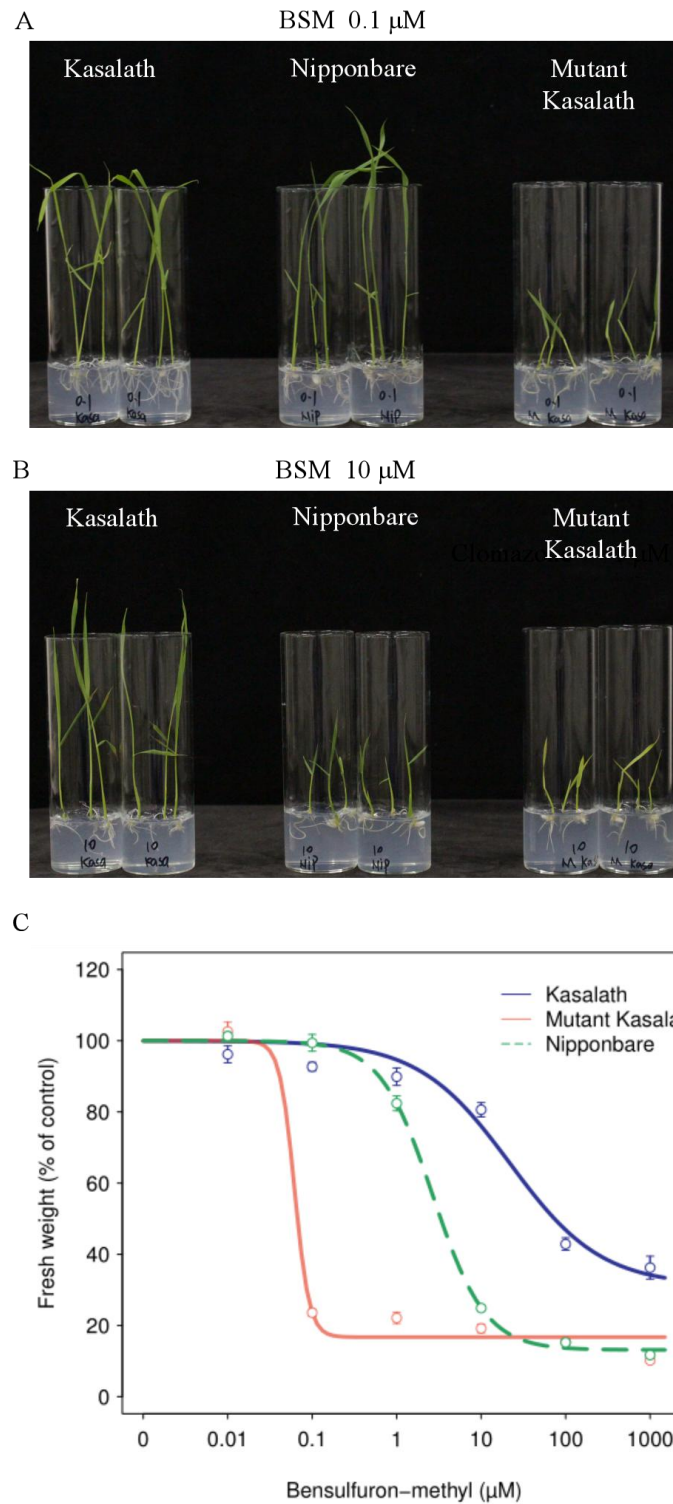 A
BSM 0.1 µM
Kasalath
Nipponbare
Mutant
Kasalath
0.1
Kasa
0.1
Kasa
0.1
Nip
0.1
Nip
0.1
M Kasa
0.1
M Kasa
B
BSM 10 µM
Kasalath
Nipponbare
Mutant
Kasalath
10
Kasa
10
Kasa
10
Nip
10
Nip
10
M Kas
10
M Kasa
C
120
100
80
60
40
20
0
Fresh weight (% of control)
Kasalath
Mutant Kasala
Nipponbare
0
0.01
0.1
1
10
100
1000
Bensulfuron−methyl (µM)